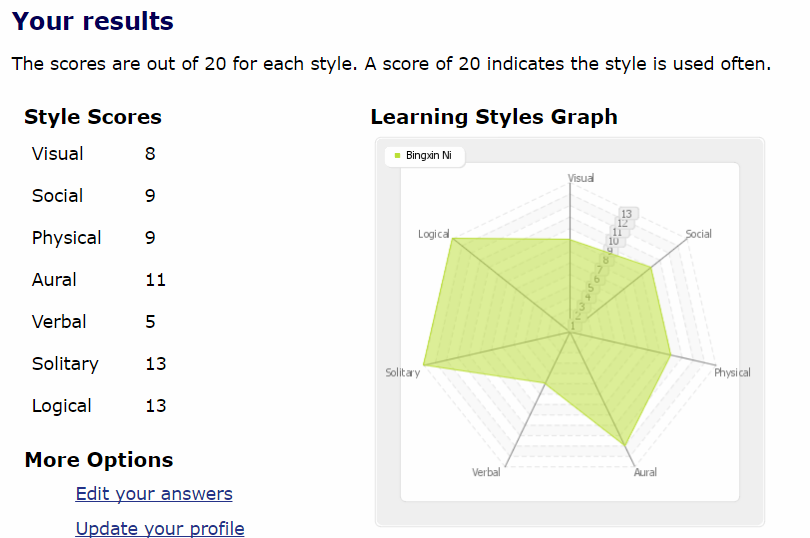 Your results
The scores are out of 20 for each style. A score of 20 indicates the style is used often.
Style Scores
Visual 8
Social 9
Physical 9
Aural 11
Verbal 5
Solitary 13
Logical 13
More Options
Edit your answers
Update your profile
Learning Styles Graph
Bingxin Ni
Visual
13
12
11
10
9
8
7
6
5
4
3
2
1
Logical
Social
Solitary
Physical
Verbal
Aural